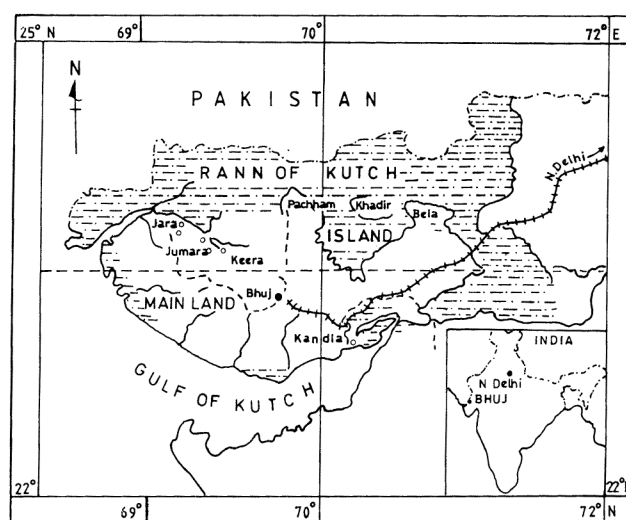 25° N 69° 70° 72° E
N
PAKISTAN
N. Delhi
RANN OF KUTCH
Pachham Khadir Bela
Jara
ISLAND
Jumara
Keera
MAIN LAND Bhuj
Kandla
GULF OF KUTCH
INDIA
N Delhi
BHUJ
22°
69° 70° 72° N